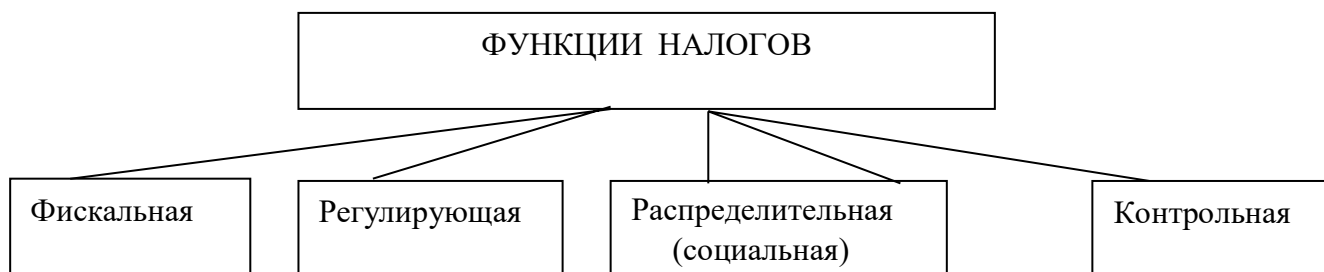 ФУНКЦИИ НАЛОГОВ
Фискальная
Регулирующая
Распределительная
(социальная)
Контрольная